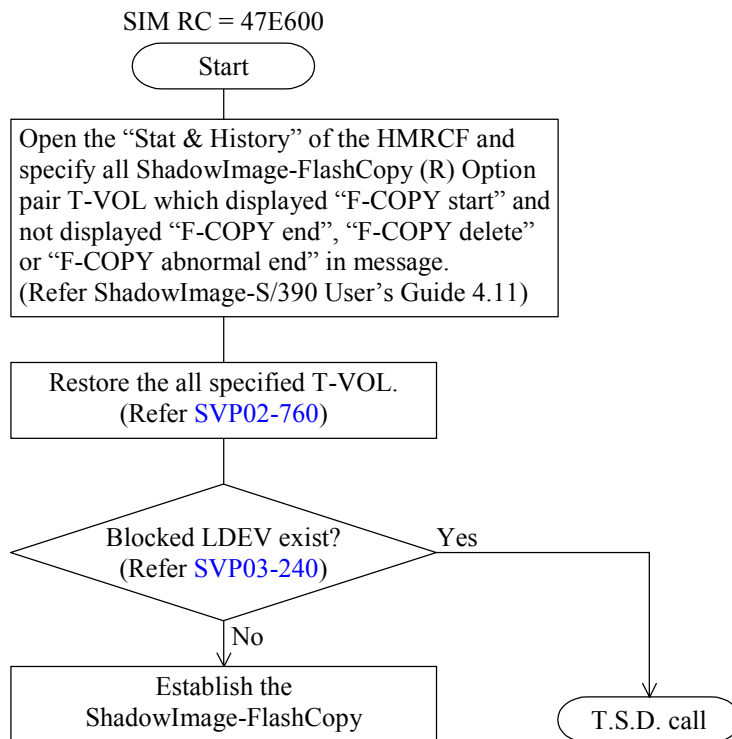 SIM RC = 47E600
Start
Open the “Stat & History” of the HMRCF and
specify all ShadowImage-FlashCopy (R) Option
pair T-VOL which displayed “F-COPY start” and
not displayed “F-COPY end”, “F-COPY delete”
or “F-COPY abnormal end” in message.
(Refer ShadowImage-S/390 User’s Guide 4.11)
Restore the all specified T-VOL.
(Refer SVP02-760)
Blocked LDEV exist?
(Refer SVP03-240)
Yes
No
Establish the
ShadowImage-FlashCopy
T.S.D. call